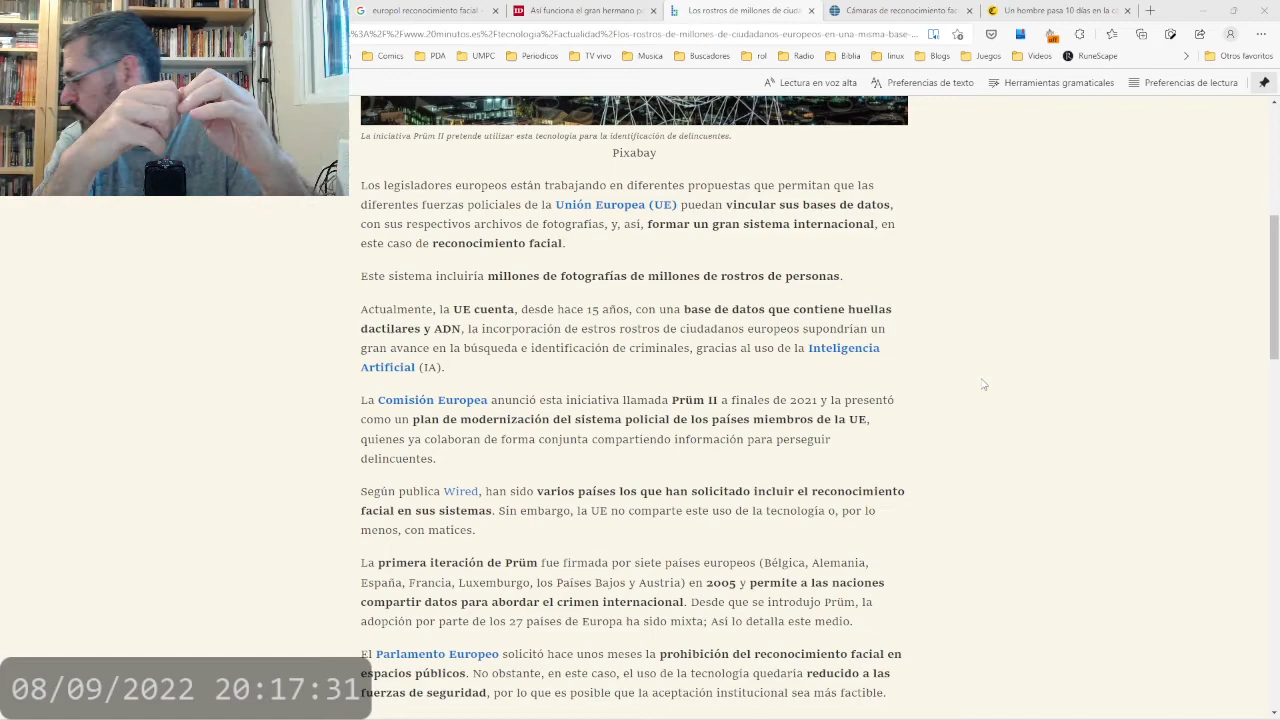 europol reconocimiento facial
Así funciona el gran hermano po
Los rostros de millones de ciuda
Cámaras de reconocimiento fac
Un hombre pasa 10 días en la c
%3A%2F%2Fwww.20minutos.es%2Ftecnologia%2Factualidad%2Flos-rostros-de-millones-de-ciudadanos-europeos-en-una-misma-base-...
Comics PDA UMPC Periodicos TV vivo Musica Buscadores rol Radio Biblia linux Blogs Juegos Videos RuneScape Otros favoritos
Lectura en voz alta Preferencias de texto Herramientas gramaticales Preferencias de lectura
La iniciativa Prüm II pretende utilizar esta tecnología para la identificación de delincuentes.
Pixabay
Los legisladores europeos están trabajando en diferentes propuestas que permitan que las
diferentes fuerzas policiales de la Unión Europea (UE) puedan vincular sus bases de datos,
con sus respectivos archivos de fotografías, y, así, formar un gran sistema internacional, en
este caso de reconocimiento facial.
Este sistema incluiría millones de fotografías de millones de rostros de personas.
Actualmente, la UE cuenta, desde hace 15 años, con una base de datos que contiene huellas
dactilares y ADN, la incorporación de estros rostros de ciudadanos europeos supondrían un
gran avance en la búsqueda e identificación de criminales, gracias al uso de la Inteligencia
Artificial (IA).
La Comisión Europea anunció esta iniciativa llamada Prüm II a finales de 2021 y la presentó
como un plan de modernización del sistema policial de los países miembros de la UE,
quienes ya colaboran de forma conjunta compartiendo información para perseguir
delincuentes.
Según publica Wired, han sido varios países los que han solicitado incluir el reconocimiento
facial en sus sistemas. Sin embargo, la UE no comparte este uso de la tecnología o, por lo
menos, con matices.
La primera iteración de Prüm fue firmada por siete países europeos (Bélgica, Alemania,
España, Francia, Luxemburgo, los Países Bajos y Austria) en 2005 y permite a las naciones
compartir datos para abordar el crimen internacional. Desde que se introdujo Prüm, la
adopción por parte de los 27 países de Europa ha sido mixta; Así lo detalla este medio.
El Parlamento Europeo solicitó hace unos meses la prohibición del reconocimiento facial en
espacios públicos. No obstante, en este caso, el uso de la tecnología quedaría reducido a las
fuerzas de seguridad, por lo que es posible que la aceptación institucional sea más factible.
08/09/2022 20:17:31